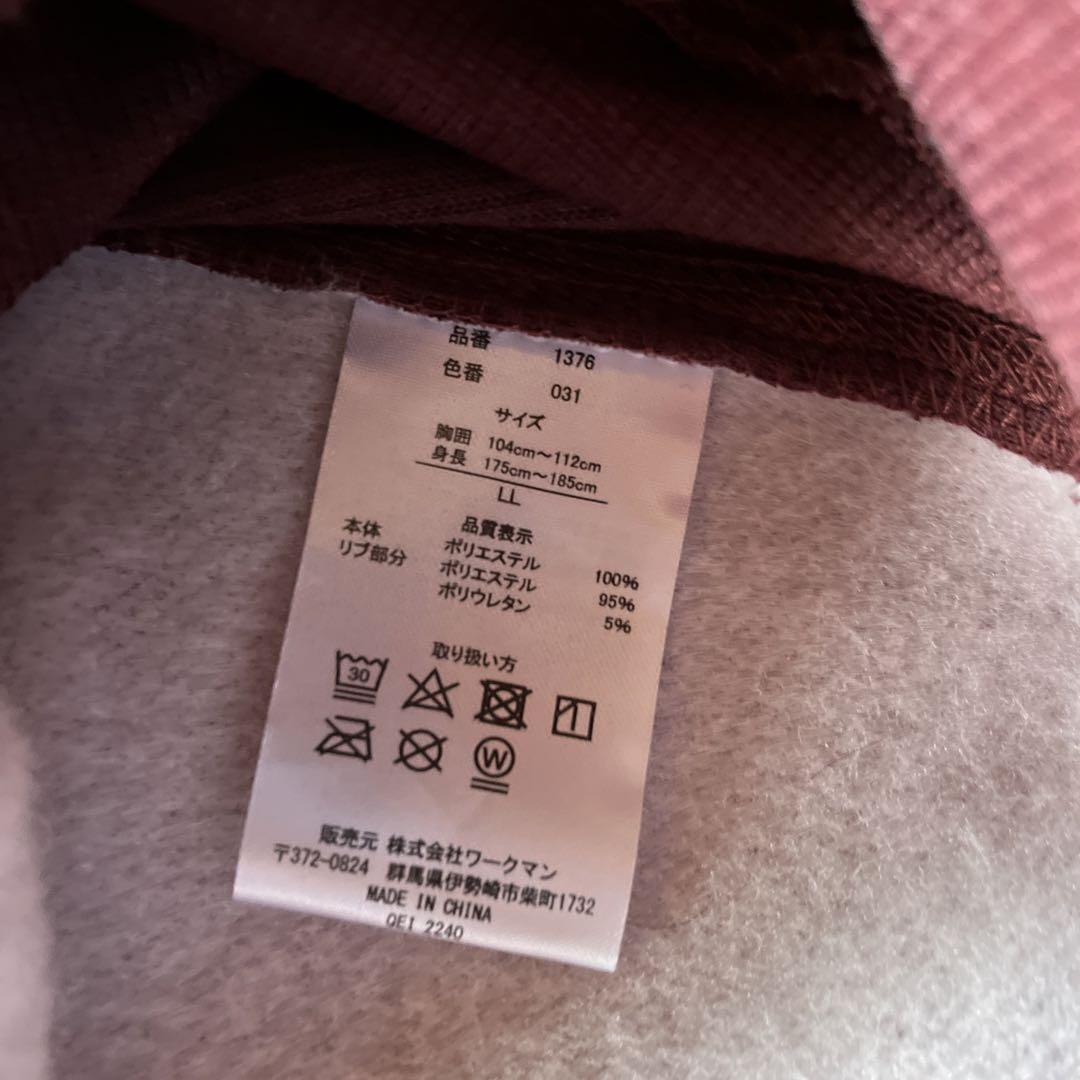 品番 1376
色番 031
サイズ
胸囲 104cm～112cm
身長 175cm～185cm
LL
品質表示
本体 ポリエステル 100%
リブ部分 ポリエステル 95%
ポリウレタン 5%
取り扱い方
30
W
販売元 株式会社ワークマン
〒372-0824 群馬県伊勢崎市柴町1732
MADE IN CHINA
QEI 2240